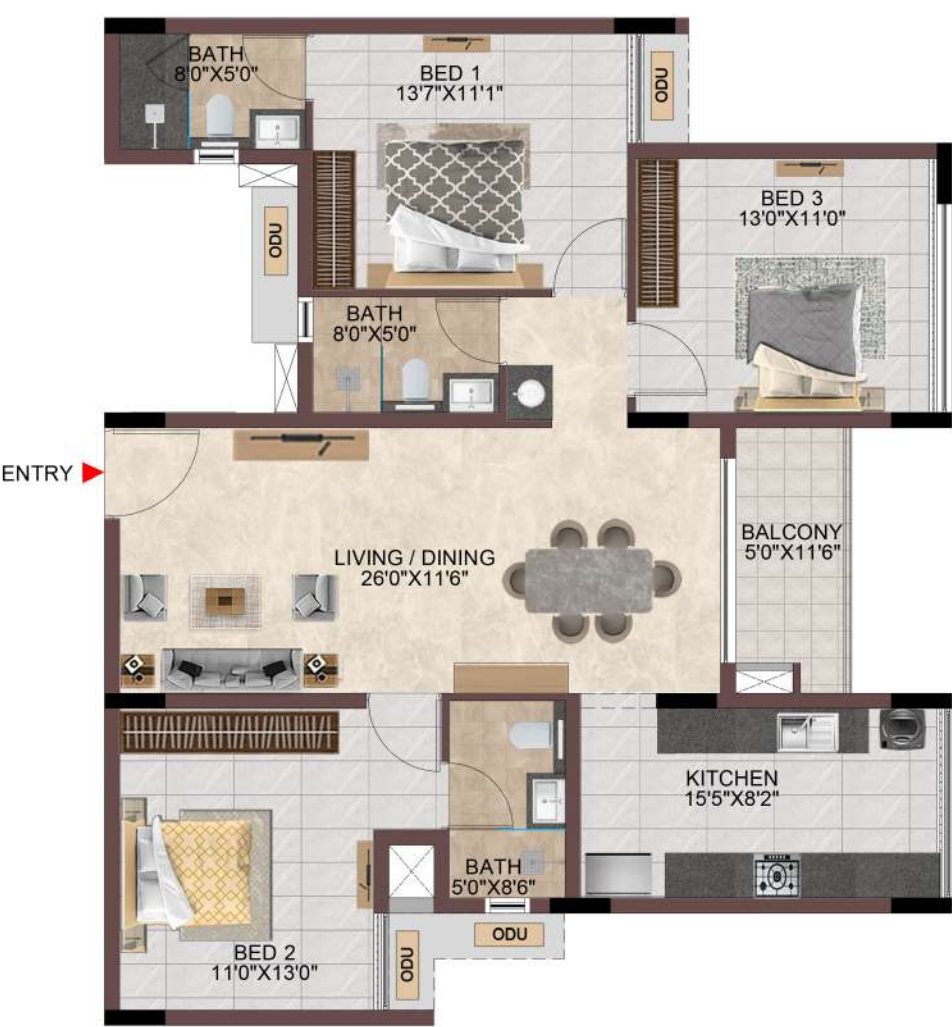 BATH
8'0"X5'0"
BED 1
13'7"X11'1"
ODU
BED 3
13'0"X11'0"
ODU
BATH
8'0"X5'0"
ENTRY
LIVING / DINING
26'0"X11'6"
BALCONY
5'0"X11'6"
KITCHEN
15'5"X8'2"
BATH
5'0"X8'6"
BED 2
11'0"X13'0"
ODU
ODU